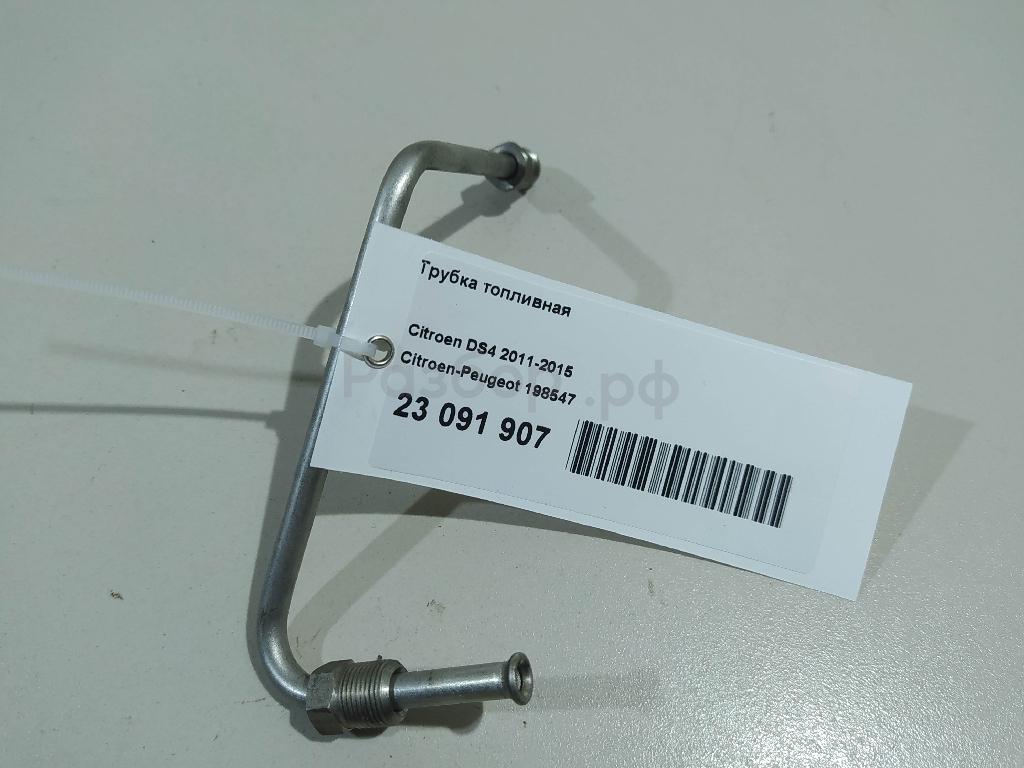 Трубка топливная
Citroen DS4 2011-2015
Citroen-Peugeot 198547
23 091 907